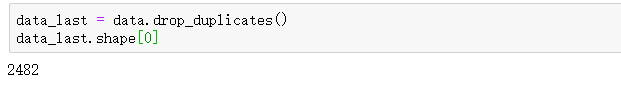 data_last = data.drop_duplicates()
data_last.shape[0]
2482